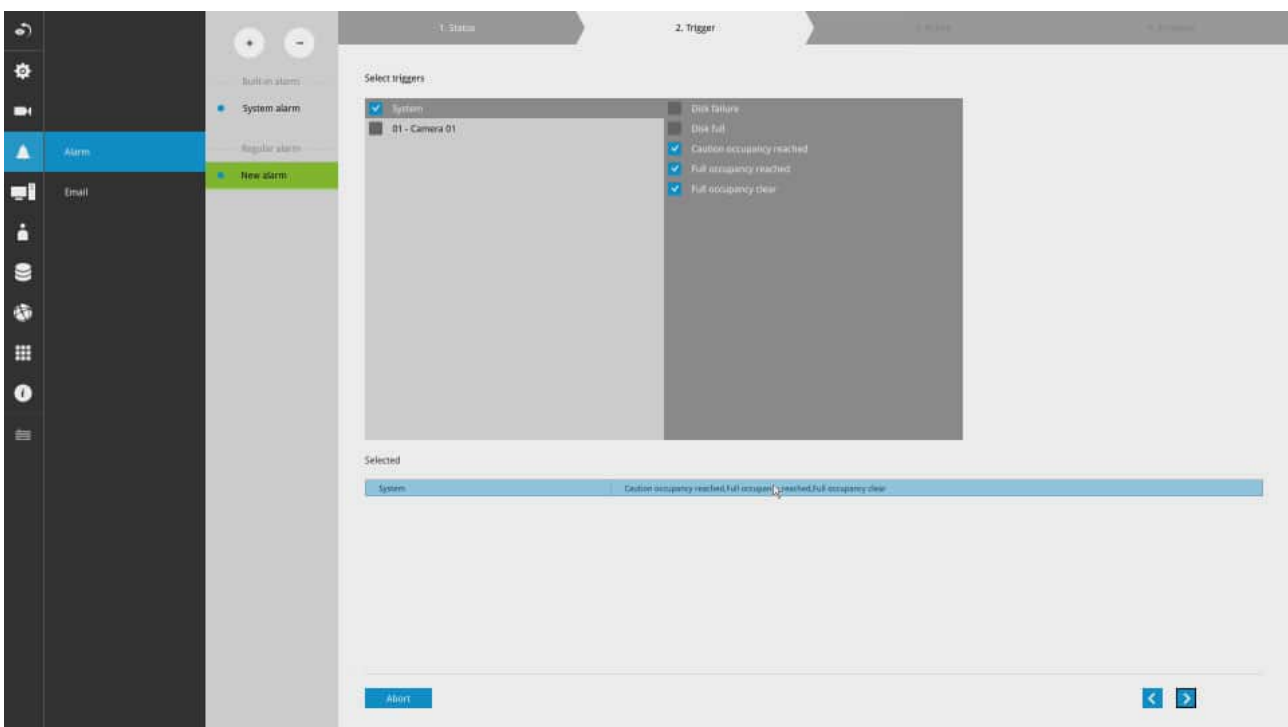 1. Status
2. Trigger
Built-in alarm
System alarm
Regular alarm
New alarm
Alarm
Email
Select triggers
System
01 - Camera 01
Disk failure
Disk full
Caution occupancy reached
Full occupancy reached
Full occupancy clear
Selected
System
Caution occupancy reached,Full occupancy reached,Full occupancy clear
Abort